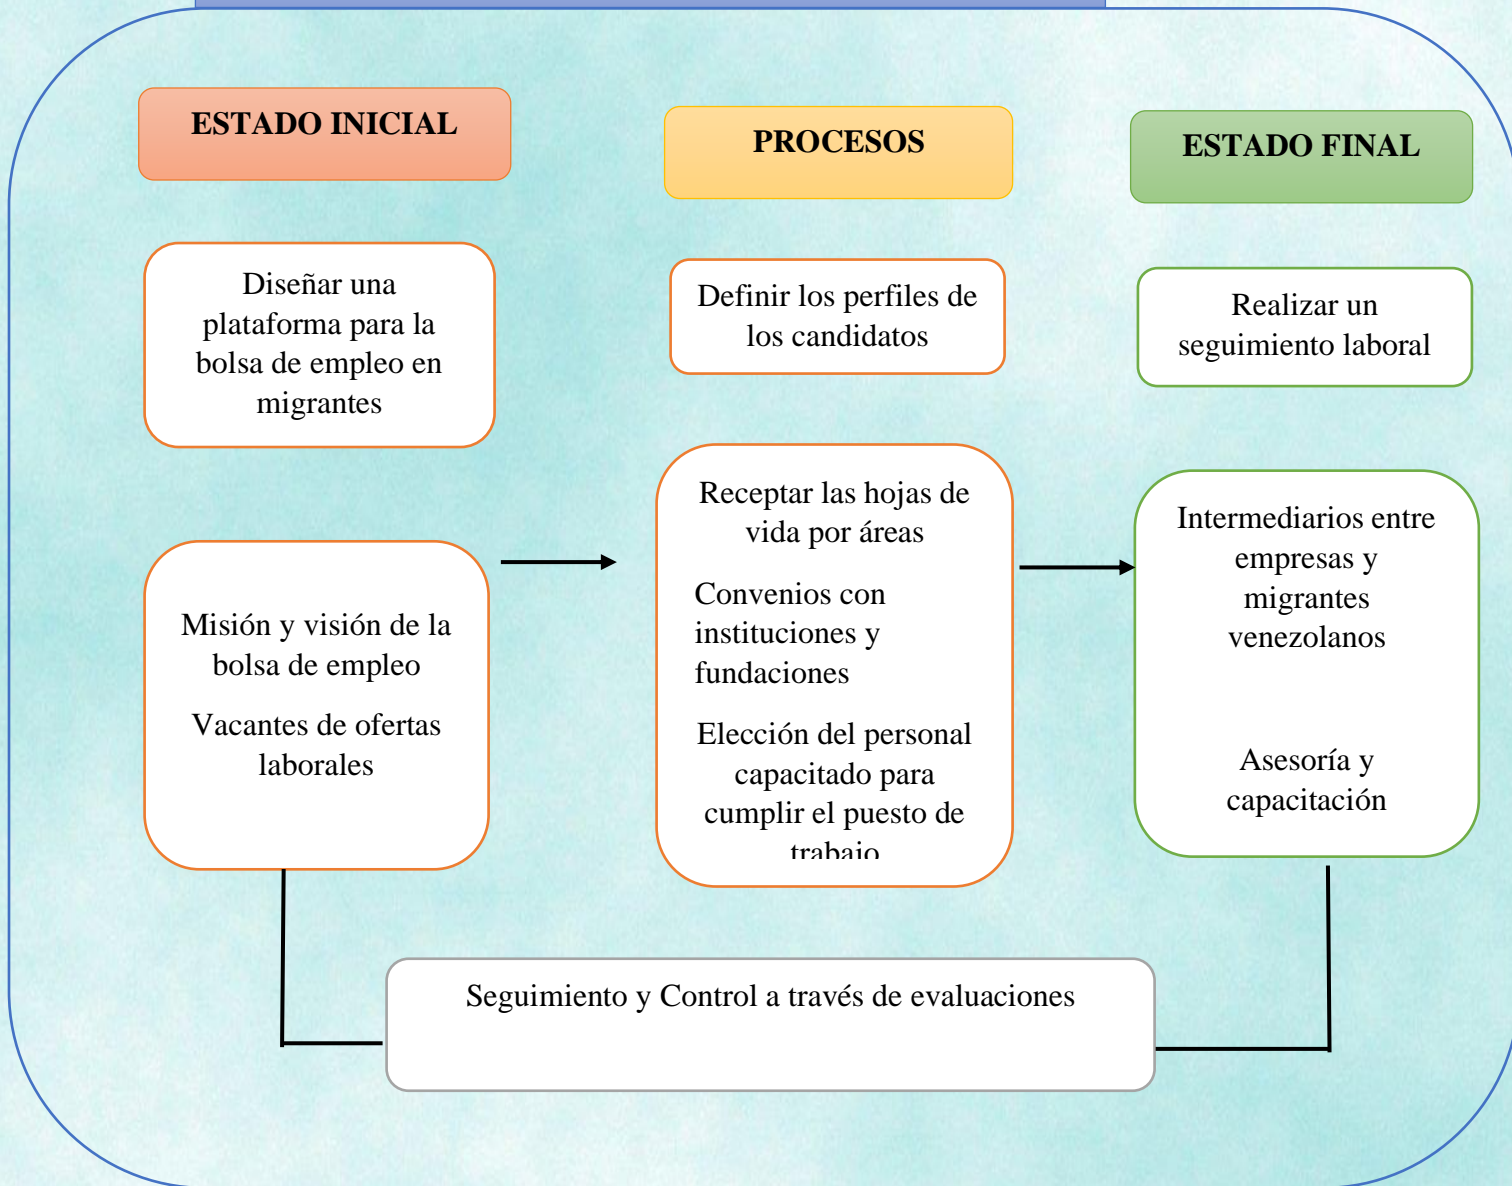 ESTADO INICIAL
PROCESOS
ESTADO FINAL
Diseñar una
plataforma para la
bolsa de empleo en
migrantes
Definir los perfiles de
los candidatos
Realizar un
seguimiento laboral
Misión y visión de la
bolsa de empleo
Vacantes de ofertas
laborales
Receptar las hojas de
vida por áreas
Convenios con
instituciones y
fundaciones
Elección del personal
capacitado para
cumplir el puesto de
trabajo
Intermediarios entre
empresas y
migrantes
venezolanos
Asesoría y
capacitación
Seguimiento y Control a través de evaluaciones